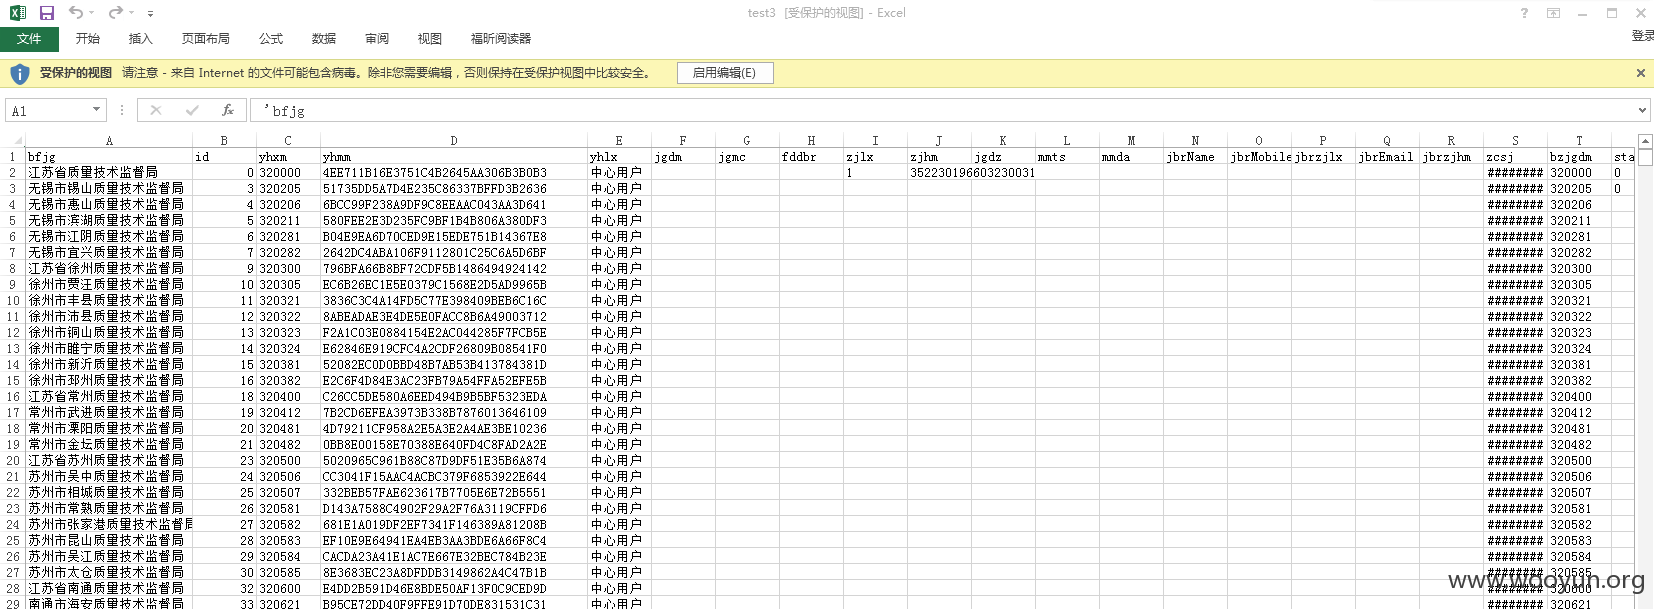 test3 [受保护的视图] - Excel
文件 开始 插入 页面布局 公式 数据 审阅 视图 福昕阅读器 登录
受保护的视图 请注意 - 来自 Internet 的文件可能包含病毒。除非您需要编辑，否则保持在受保护视图中比较安全。 启用编辑(E)
A1 fx 'bfjg
A B C D E F G H I J K L M N O P Q R S T
1 bfjg id yhxm yhmm yhlx jgdm jgmc fddbr zjlx zjhm jgdz mmts mmda jbrName jbrMobile jbrzjlx jbrEmail jbrzjhm zcsj bzjgdm sta
2 江苏省质量技术监督局 0 320000 4EE711B16E3751C4B2645AA306B3B0B3 中心用户 1 352230196603230031 ######## 320000 0
3 无锡市锡山质量技术监督局 3 320205 51735DD5A7D4E235C86337BFFD3B2636 中心用户 ######## 320205 0
4 无锡市惠山质量技术监督局 4 320206 6BCC99F238A9DF9C8EEAAC043AA3D641 中心用户 ######## 320206
5 无锡市滨湖质量技术监督局 5 320211 580FEE2E3D235FC9BF1B4B806A380DF3 中心用户 ######## 320211
6 无锡市江阴质量技术监督局 6 320281 B04E9EA6D70CED9E15EDE751B14367E8 中心用户 ######## 320281
7 无锡市宜兴质量技术监督局 7 320282 2642DC4ABA106F9112801C25C6A5D6BF 中心用户 ######## 320282
8 江苏省徐州质量技术监督局 9 320300 796BFA66B8BF72CDF5B1486494924142 中心用户 ######## 320300
9 徐州市贾汪质量技术监督局 10 320305 EC6B26EC1E5E0379C1568E2D5AD9965B 中心用户 ######## 320305
10 徐州市丰县质量技术监督局 11 320321 3836C3C4A14FD5C77E398409BEB6C16C 中心用户 ######## 320321
11 徐州市沛县质量技术监督局 12 320322 8ABEADAE3E4DE5E0FACC8B6A49003712 中心用户 ######## 320322
12 徐州市铜山质量技术监督局 13 320323 F2A1C03E0884154E2AC044285F7FCB5E 中心用户 ######## 320323
13 徐州市睢宁质量技术监督局 14 320324 E62846E919CFC4A2CDF26809B08541F0 中心用户 ######## 320324
14 徐州市新沂质量技术监督局 15 320381 52082EC0D0BBD48B7AB53B413784381D 中心用户 ######## 320381
15 徐州市邳州质量技术监督局 16 320382 E2C6F4D84E3AC23FB79A54FFA52EFE5B 中心用户 ######## 320382
16 江苏省常州质量技术监督局 18 320400 C26CC5DE580A6EED494B9B5BF5323EDA 中心用户 ######## 320400
17 常州市武进质量技术监督局 19 320412 7B2CD6EFEA3973B338B7876013646109 中心用户 ######## 320412
18 常州市溧阳质量技术监督局 20 320481 4D79211CF958A2E5A3E2A4AE3BE10236 中心用户 ######## 320481
19 常州市金坛质量技术监督局 21 320482 0BB8E00158E70388E640FD4C8FAD2A2E 中心用户 ######## 320482
20 江苏省苏州质量技术监督局 23 320500 5020965C961B88C87D9DF51E35B6A874 中心用户 ######## 320500
21 苏州市吴中质量技术监督局 24 320506 CC3041F15AAC4ACBC379F6853922E644 中心用户 ######## 320506
22 苏州市相城质量技术监督局 25 320507 332BEB57FAE623617B7705E6E72B5551 中心用户 ######## 320507
23 苏州市常熟质量技术监督局 26 320581 D143A7588C4902F29A2F76A3119CFFD6 中心用户 ######## 320581
24 苏州市张家港质量技术监督局 27 320582 681E1A019DF2EF7341F146389A81208B 中心用户 ######## 320582
25 苏州市昆山质量技术监督局 28 320583 EF10E9E64941EA4EB3AA3BDE6A66F8C4 中心用户 ######## 320583
26 苏州市吴江质量技术监督局 29 320584 CACDA23A41E1AC7E667E32BEC784B23E 中心用户 ######## 320584
27 苏州市太仓质量技术监督局 30 320585 8E3683EC23A8DFDDB3149862A4C47B1B 中心用户 ######## 320585
28 江苏省南通质量技术监督局 32 320600 E4DD2B591D46E8BDE50AF13F0C9CED9D 中心用户 ######## 320600
29 南通市海安质量技术监督局 33 320621 B95CE72DD40F9FFE91D70DE831531C31 中心用户 ######## 320621
www.wooyun.org